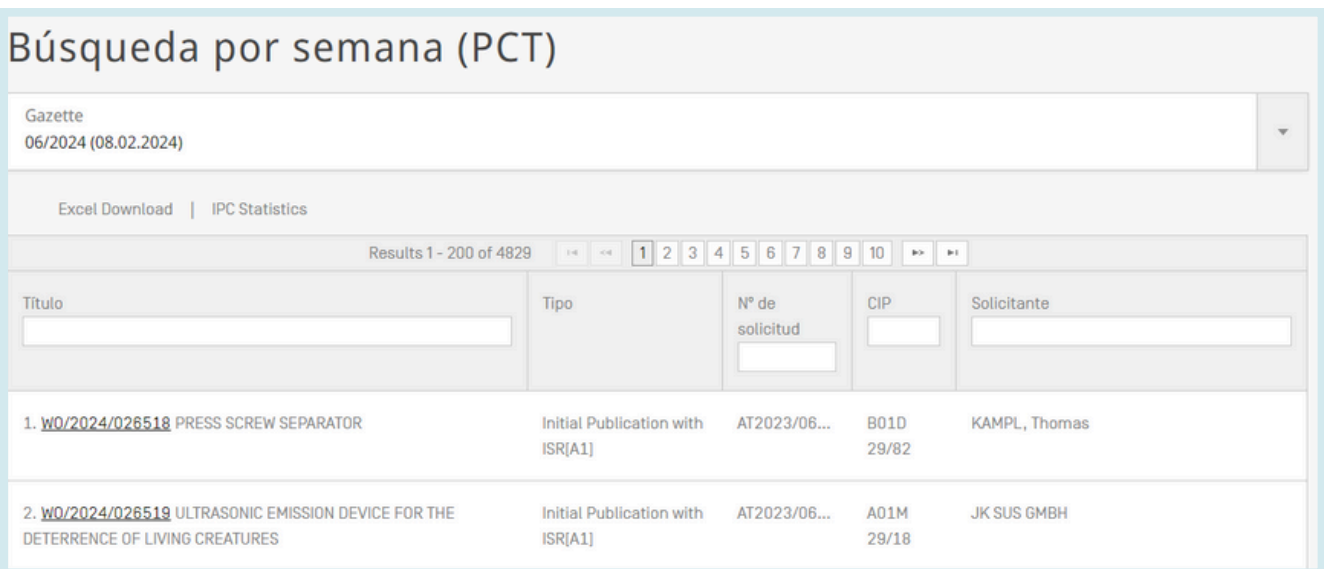 Búsqueda por semana (PCT)
Gazette
06/2024 (08.02.2024)
Excel Download | IPC Statistics
Results 1 - 200 of 4829 1 2 3 4 5 6 7 8 9 10
Título Tipo Nº de CIP Solicitante
solicitud
1. WO/2024/026518 PRESS SCREW SEPARATOR Initial Publication with AT2023/06... B01D KAMPL, Thomas
ISR[A1] 29/82
2. WO/2024/026519 ULTRASONIC EMISSION DEVICE FOR THE Initial Publication with AT2023/06... A01M JK SUS GMBH
DETERRENCE OF LIVING CREATURES ISR[A1] 29/18